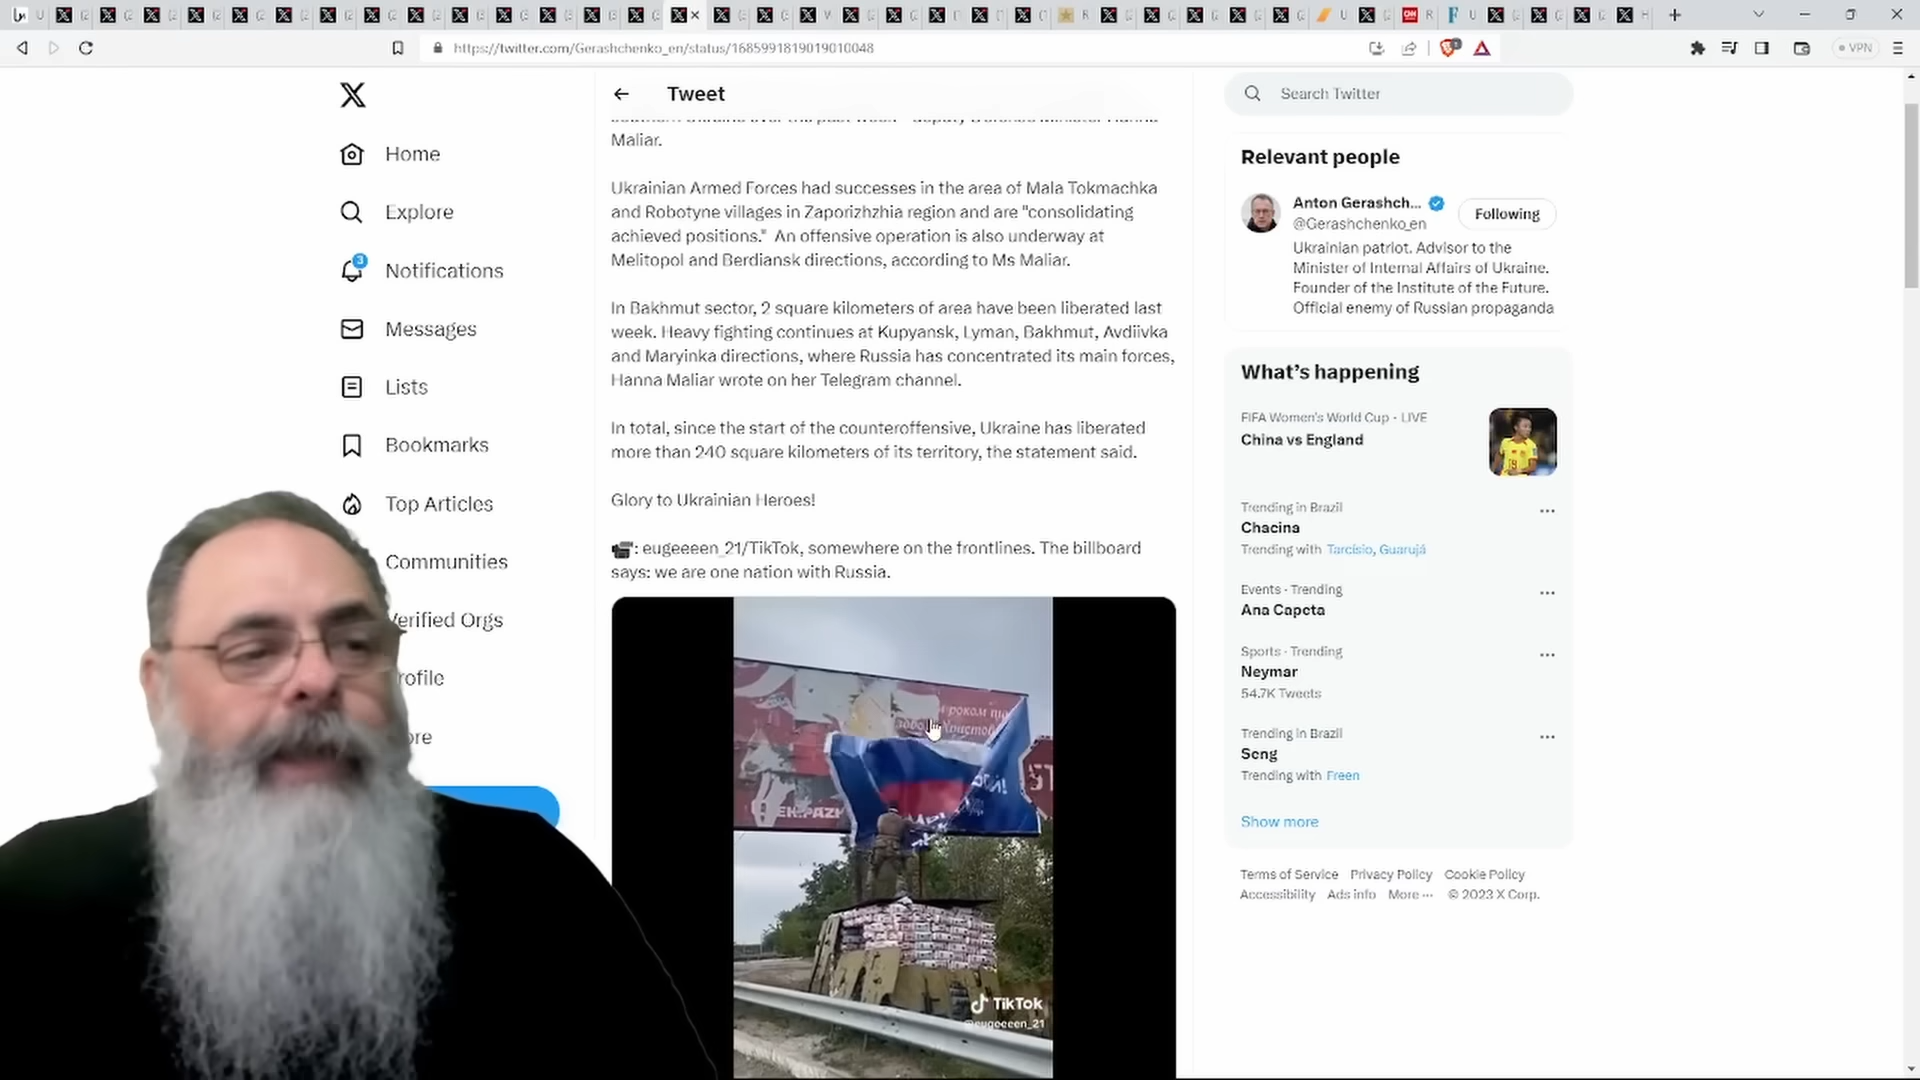 https://twitter.com/Gerashchenko_en/status/1685991819019010048
VPN
Home
Explore
3
Notifications
Messages
Lists
Bookmarks
Top Articles
Communities
Verified Orgs
Tweet
Maliar.
Ukrainian Armed Forces had successes in the area of Mala Tokmachka
and Robotyne villages in Zaporizhzhia region and are "consolidating
achieved positions." An offensive operation is also underway at
Melitopol and Berdiansk directions, according to Ms Maliar.
In Bakhmut sector, 2 square kilometers of area have been liberated last
week. Heavy fighting continues at Kupyansk, Lyman, Bakhmut, Avdiivka
and Maryinka directions, where Russia has concentrated its main forces,
Hanna Maliar wrote on her Telegram channel.
In total, since the start of the counteroffensive, Ukraine has liberated
more than 240 square kilometers of its territory, the statement said.
Glory to Ukrainian Heroes!
: eugeeeen_21/TikTok, somewhere on the frontlines. The billboard
says: we are one nation with Russia.
TikTok
@eugeeeen_21
Search Twitter
Relevant people
Anton Gerashch...
@Gerashchenko_en
Following
Ukrainian patriot. Advisor to the
Minister of Internal Affairs of Ukraine.
Founder of the Institute of the Future.
Official enemy of Russian propaganda
What's happening
FIFA Women's World Cup · LIVE
China vs England
Trending in Brazil
Chacina
Trending with Tarcísio, Guarujá
Events · Trending
Ana Capeta
Sports · Trending
Neymar
54.7K Tweets
Trending in Brazil
Seng
Trending with Freen
Show more
Terms of Service Privacy Policy Cookie Policy
Accessibility Ads info More ··· © 2023 X Corp.